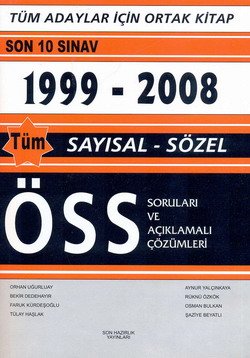 TÜM ADAYLAR İÇİN ORTAK KİTAP
SON 10 SINAV
1999 - 2008
Tüm
SAYISAL - SÖZEL
ÖSS
SORULARI
VE
AÇIKLAMALI
ÇÖZÜMLERİ
ORHAN UĞURLUAY
BEKİR DEDEHAYIR
FARUK KÜRDEŞOĞLU
TÜLAY HAŞLAK
AYNUR YALÇINKAYA
RÜKNÜ ÖZKÖK
OSMAN BULKAN
ŞAZİYE BEYATLI
SON HAZIRLIK
YAYINLARI